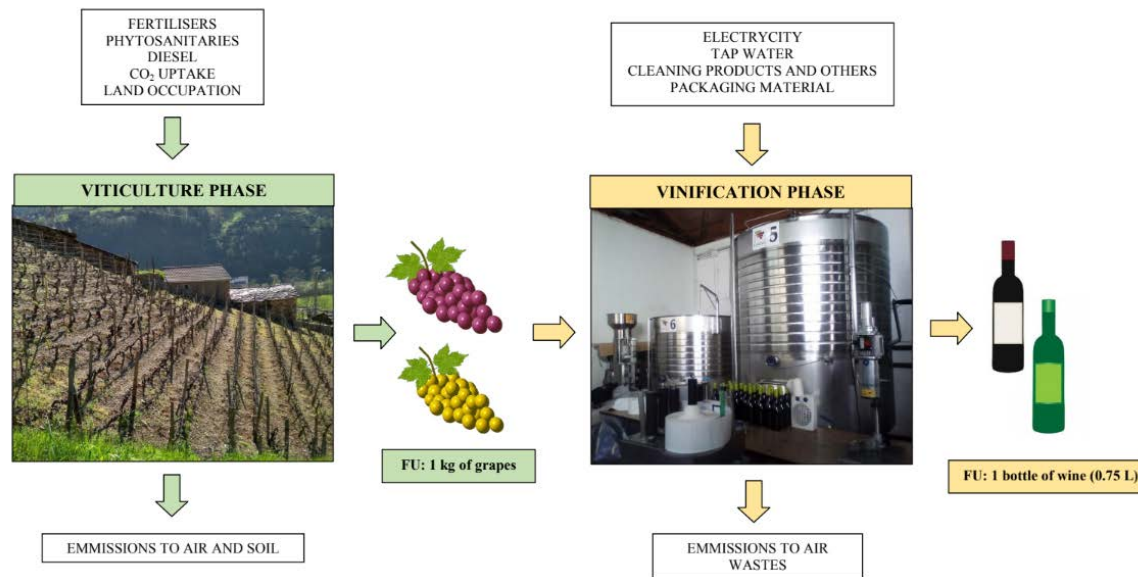 FERTILISERS
PHYTOSANITARIES
DIESEL
CO₂ UPTAKE
LAND OCCUPATION
ELECTRYCITY
TAP WATER
CLEANING PRODUCTS AND OTHERS
PACKAGING MATERIAL
VITICULTURE PHASE
VINIFICATION PHASE
5
6
FU: 1 kg of grapes
FU: 1 bottle of wine (0.75 L)
EMMISSIONS TO AIR AND SOIL
EMMISSIONS TO AIR
WASTES